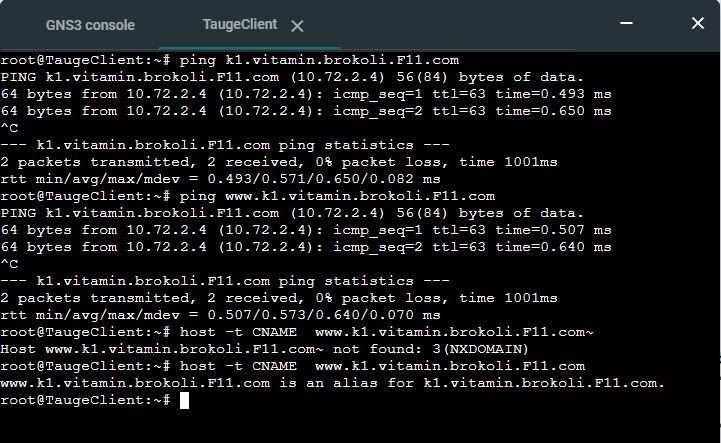 GNS3 console
TaugeClient
root@TaugeClient:~# ping k1.vitamin.brokoli.F11.com
PING k1.vitamin.brokoli.F11.com (10.72.2.4) 56(84) bytes of data.
64 bytes from 10.72.2.4 (10.72.2.4): icmp_seq=1 ttl=63 time=0.493 ms
64 bytes from 10.72.2.4 (10.72.2.4): icmp_seq=2 ttl=63 time=0.650 ms
^C
--- k1.vitamin.brokoli.F11.com ping statistics ---
2 packets transmitted, 2 received, 0% packet loss, time 1001ms
rtt min/avg/max/mdev = 0.493/0.571/0.650/0.082 ms
root@TaugeClient:~# ping www.k1.vitamin.brokoli.F11.com
PING k1.vitamin.brokoli.F11.com (10.72.2.4) 56(84) bytes of data.
64 bytes from 10.72.2.4 (10.72.2.4): icmp_seq=1 ttl=63 time=0.507 ms
64 bytes from 10.72.2.4 (10.72.2.4): icmp_seq=2 ttl=63 time=0.640 ms
^C
--- k1.vitamin.brokoli.F11.com ping statistics ---
2 packets transmitted, 2 received, 0% packet loss, time 1001ms
rtt min/avg/max/mdev = 0.507/0.573/0.640/0.070 ms
root@TaugeClient:~# host -t CNAME  www.k1.vitamin.brokoli.F11.com~
Host www.k1.vitamin.brokoli.F11.com~ not found: 3(NXDOMAIN)
root@TaugeClient:~# host -t CNAME  www.k1.vitamin.brokoli.F11.com
www.k1.vitamin.brokoli.F11.com is an alias for k1.vitamin.brokoli.F11.com.
root@TaugeClient:~#